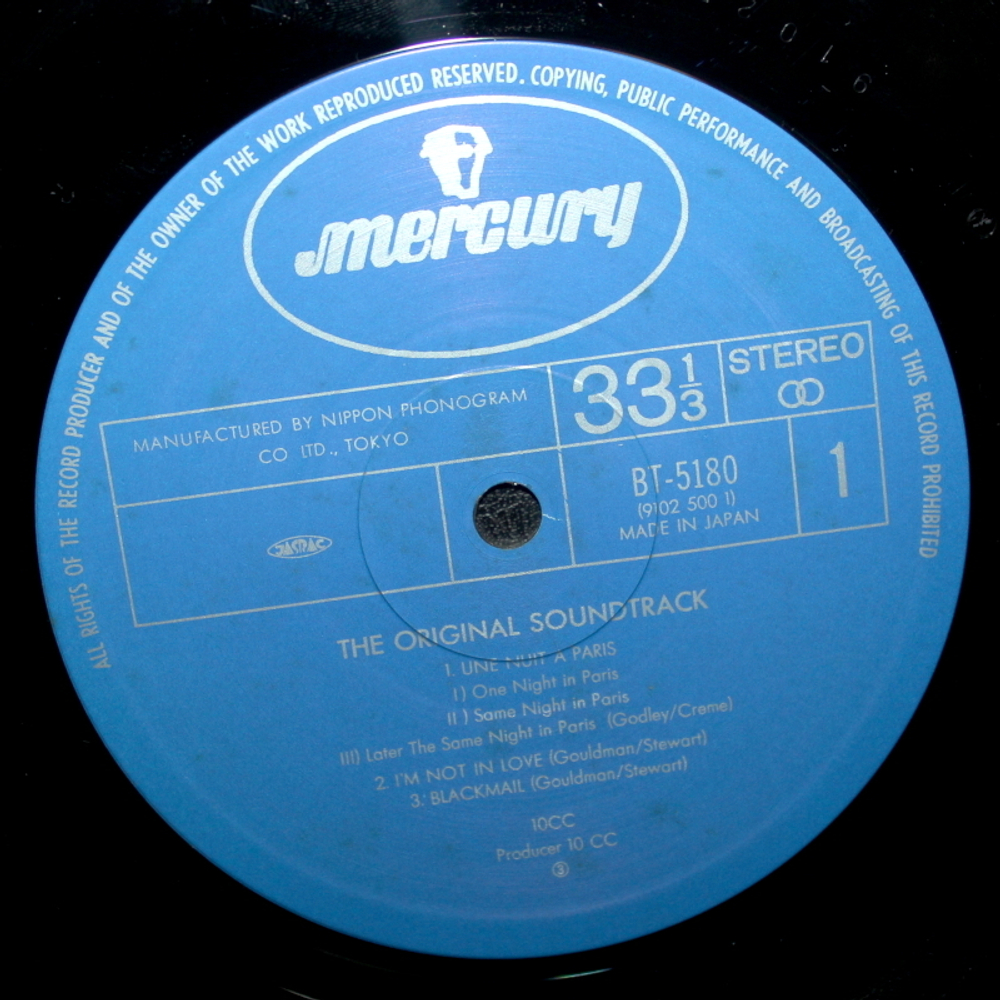 ALL RIGHTS OF THE RECORD PRODUCER AND OF THE OWNER OF THE WORK REPRODUCED RESERVED. COPYING, PUBLIC PERFORMANCE AND BROADCASTING OF THIS RECORD PROHIBITED
mercury
MANUFACTURED BY NIPPON PHONOGRAM
CO LTD., TOKYO
33 1/3
STEREO
JASRAC
BT-5180
(9102 500 1)
MADE IN JAPAN
1
THE ORIGINAL SOUNDTRACK
1. UNE NUIT A PARIS
I) One Night in Paris
II) Same Night in Paris
III) Later The Same Night in Paris (Godley/Creme)
2. I'M NOT IN LOVE (Gouldman/Stewart)
3. BLACKMAIL (Gouldman/Stewart)
10CC
Producer 10 CC
③